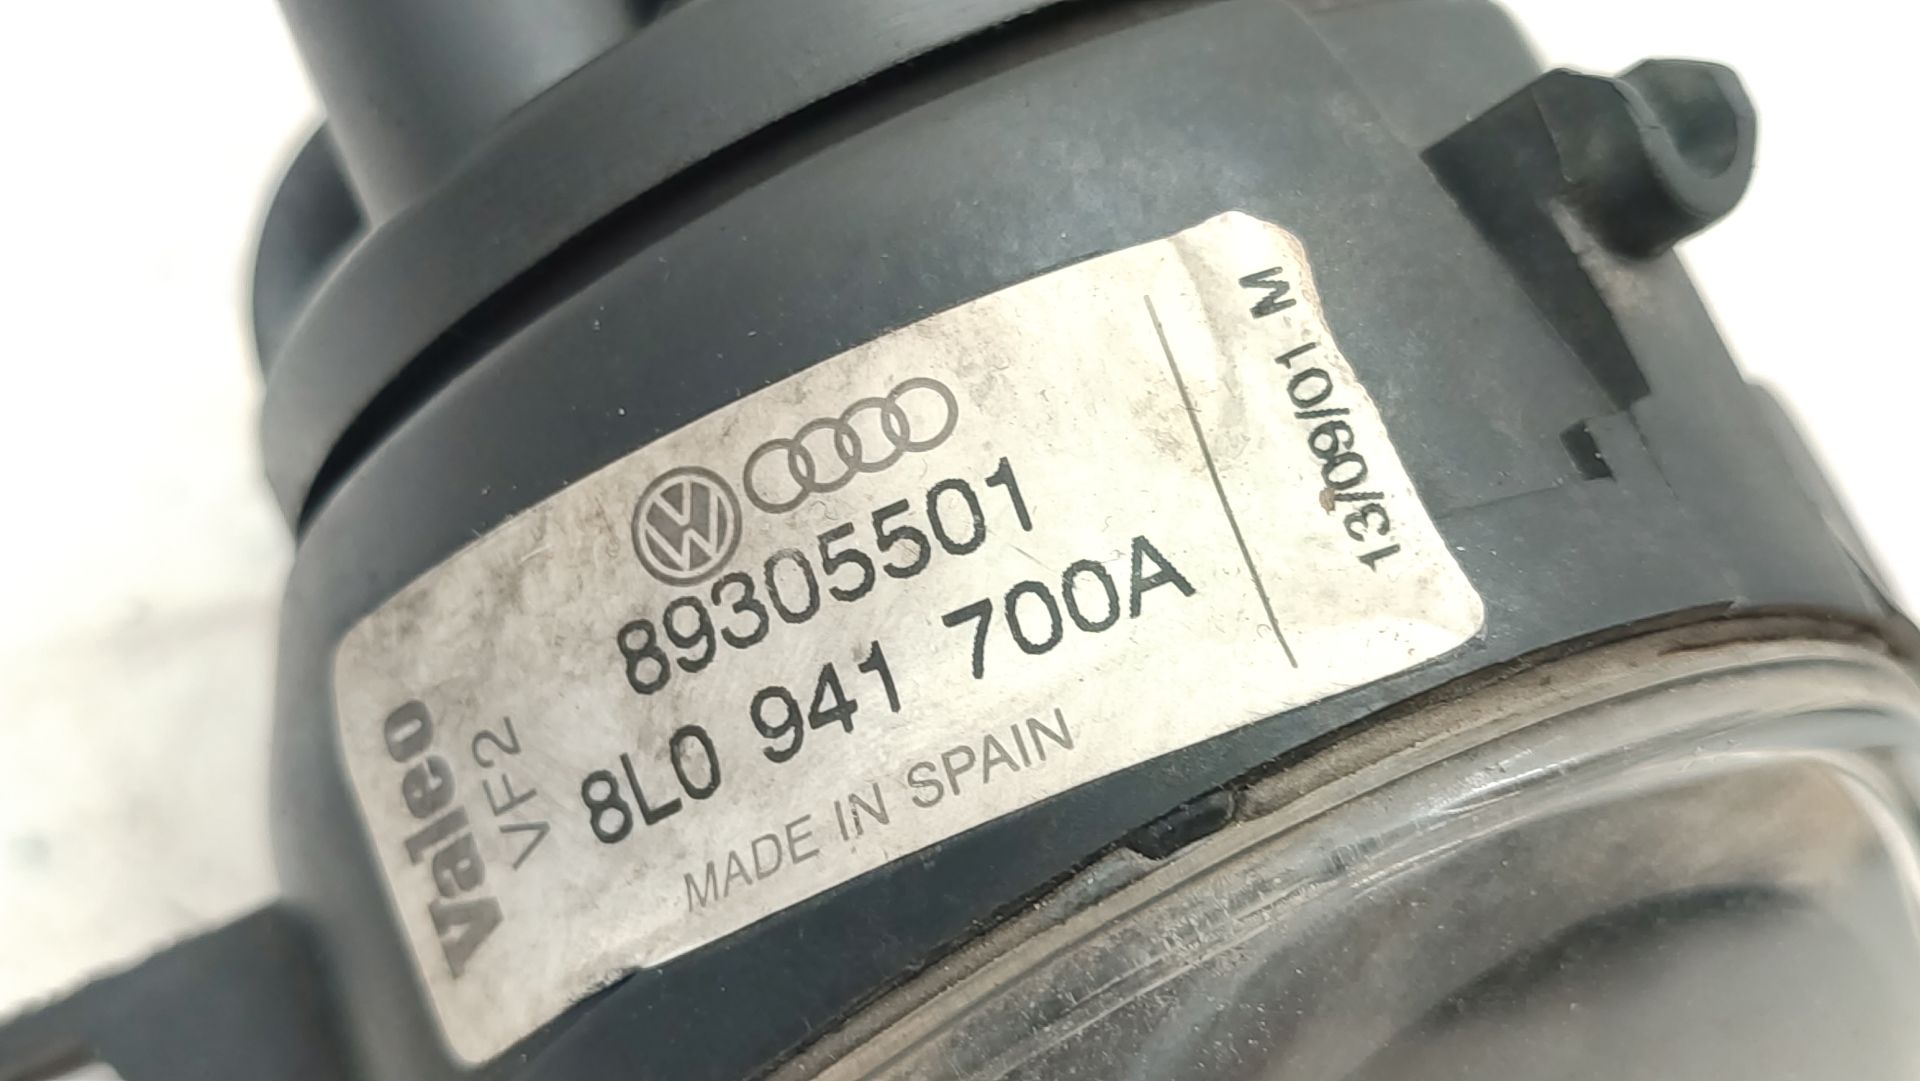 Valeo
VF2
89305501
8L0 941 700A
MADE IN SPAIN
13/09/01 M